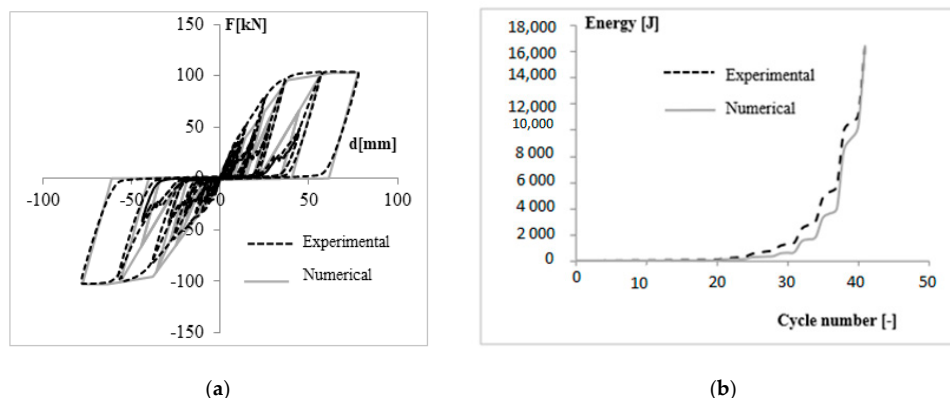 F[kN]
150
100
50
0
-50
-100
-150
-100
-50
0
50
100
d[mm]
Experimental
Numerical
(a)
Energy [J]
18,000
16,000
14,000
12,000
10,000
8 000
6 000
4 000
2 000
0
0
10
20
30
40
50
Experimental
Numerical
Cycle number [-]
(b)